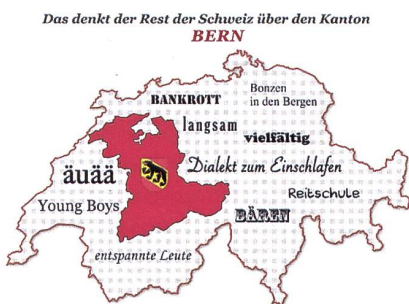 Das denkt der Rest der Schweiz über den Kanton
BERN
BANKROTT
Bonzen
in den Bergen
langsam
vielfältig
äuää
Dialekt zum Einschlafen
Reitschule
Young Boys
BÄREN
entspannte Leute